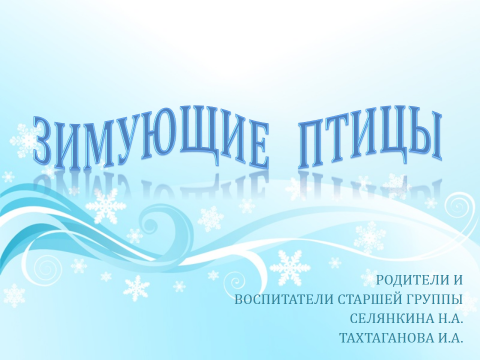 ЗИМУЮЩИЕ ПТИЦЫ
РОДИТЕЛИ И
ВОСПИТАТЕЛИ СТАРШЕЙ ГРУППЫ
СЕЛЯНКИНА Н.А.
ТАХТАГАНОВА И.А.